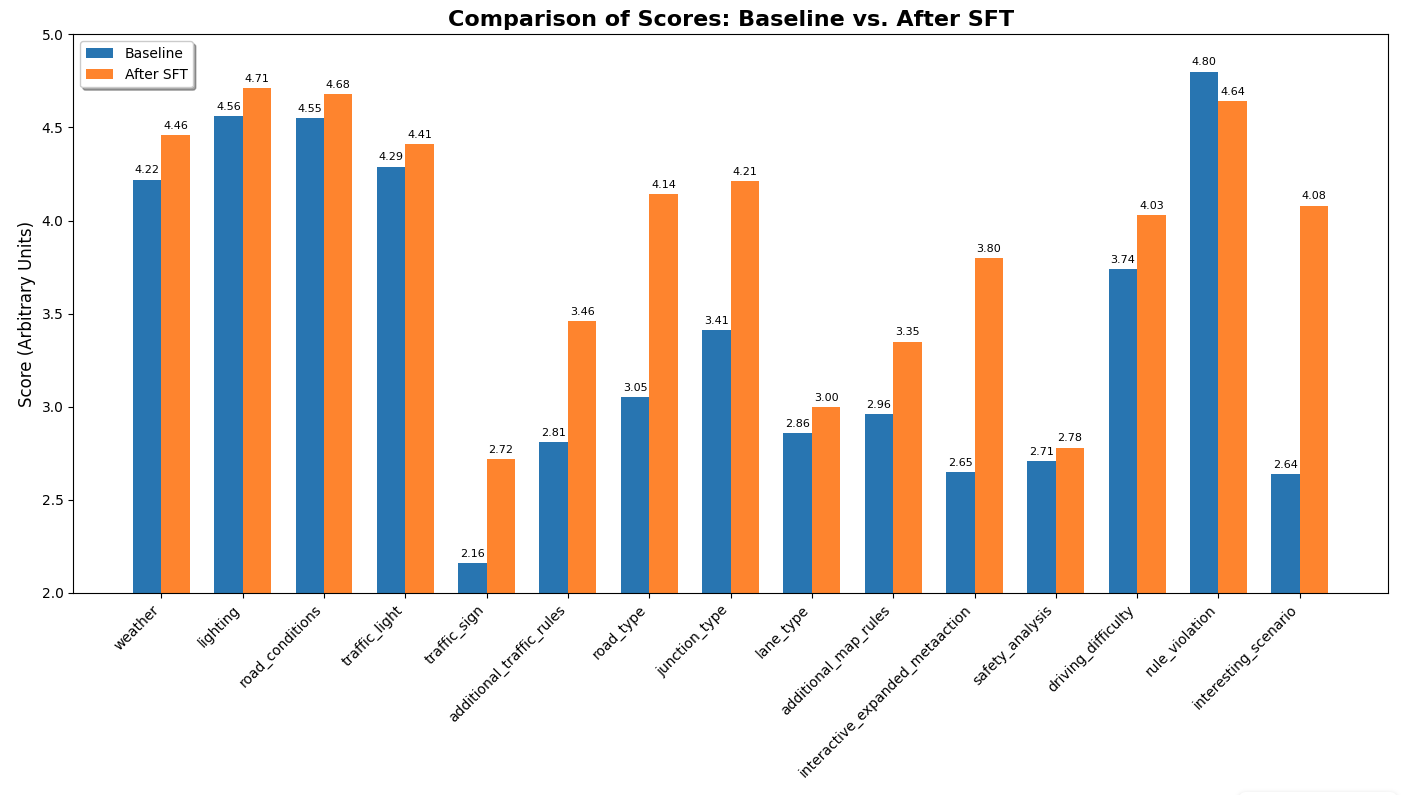 Comparison of Scores: Baseline vs. After SFT
Baseline
After SFT
Score (Arbitrary Units)
5.0
4.5
4.0
3.5
3.0
2.5
2.0
4.22
4.46
4.56
4.71
4.55
4.68
4.29
4.41
2.16
2.72
2.81
3.46
3.05
4.14
3.41
4.21
2.86
3.00
2.96
3.35
2.65
3.80
2.71
2.78
3.74
4.03
4.80
4.64
2.64
4.08
weather
lighting
road_conditions
traffic_light
traffic_sign
additional_traffic_rules
road_type
junction_type
lane_type
additional_map_rules
interactive_expanded_metaaction
safety_analysis
driving_difficulty
rule_violation
interesting_scenario